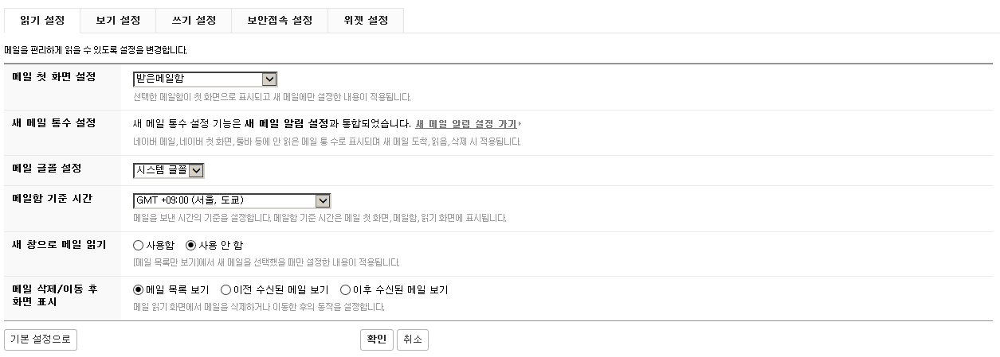 읽기 설정 보기 설정 쓰기 설정 보안접속 설정 위젯 설정
메일을 편리하게 읽을 수 있도록 설정을 변경합니다.
메일 첫 화면 설정 받은메일함
선택한 메일함이 첫 화면으로 표시되고 새 메일에만 설정한 내용이 적용됩니다.
새 메일 통수 설정 새 메일 통수 설정 기능은 새 메일 알림 설정과 통합되었습니다. 새 메일 알림 설정 가기
네이버 메일, 네이버 첫 화면, 툴바 등에 안 읽은 메일 통 수로 표시되며 새 메일 도착, 읽음, 삭제 시 적용됩니다.
메일 글꼴 설정 시스템 글꼴
메일함 기준 시간 GMT +09:00 (서울, 도쿄)
메일을 보낸 시간의 기준을 설정합니다. 메일함 기준 시간은 메일 첫 화면, 메일함, 읽기 화면에 표시됩니다.
새 창으로 메일 읽기 사용함 사용 안 함
[메일 목록만 보기]에서 새 메일을 선택했을 때만 설정한 내용이 적용됩니다.
메일 삭제/이동 후 메일 목록 보기 이전 수신된 메일 보기 이후 수신된 메일 보기
화면 표시
메일 읽기 화면에서 메일을 삭제하거나 이동한 후의 동작을 설정합니다.
기본 설정으로 확인 취소